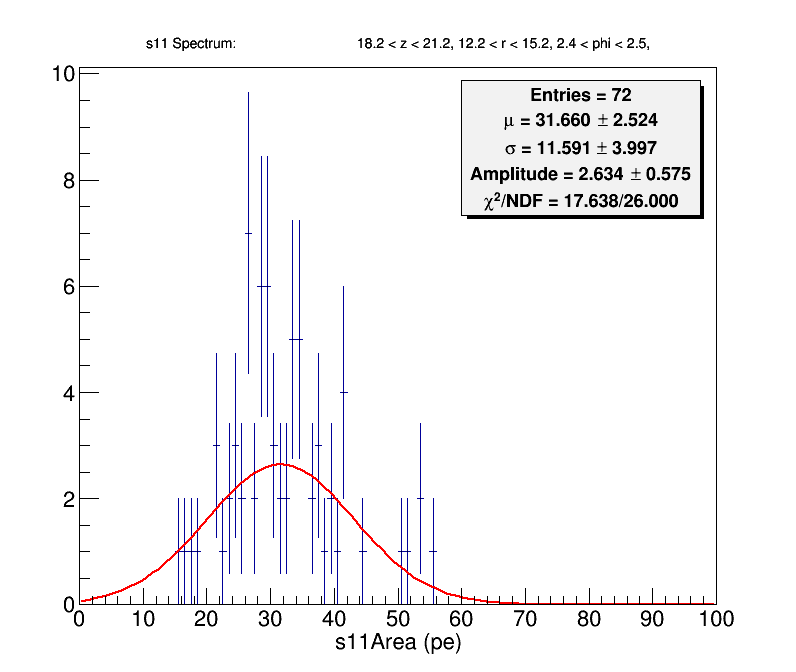 s11 Spectrum: 18.2 < z < 21.2, 12.2 < r < 15.2, 2.4 < phi < 2.5,
Entries = 72
μ = 31.660 ± 2.524
σ = 11.591 ± 3.997
Amplitude = 2.634 ± 0.575
χ²/NDF = 17.638/26.000
10
8
6
4
2
0
0 10 20 30 40 50 60 70 80 90 100
s11Area (pe)